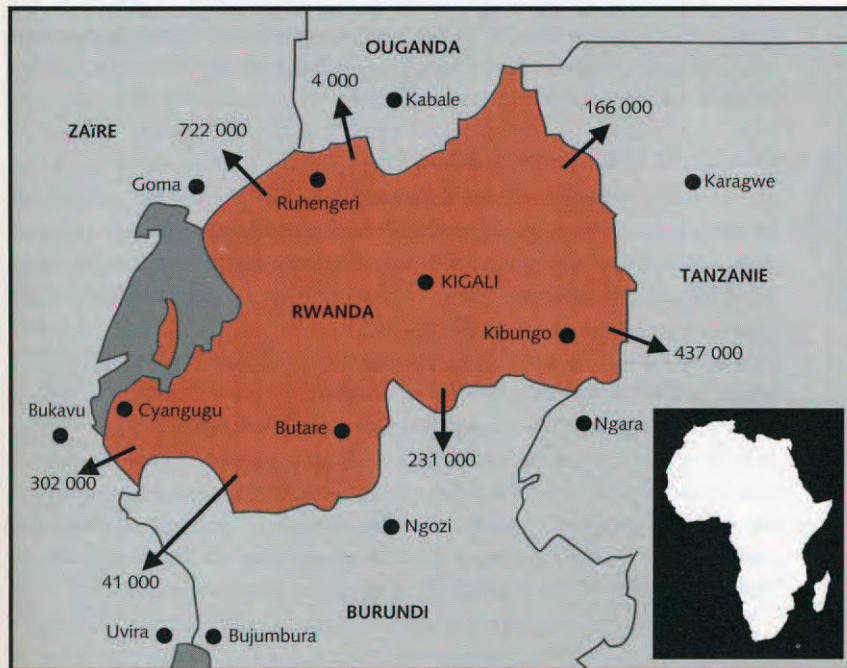 OUGANDA
4 000
Kabale
166 000
ZAïRE
722 000
Goma
Ruhengeri
Karagwe
KIGALI
TANZANIE
RWANDA
Kibungo
437 000
Bukavu
Cyangugu
Butare
Ngara
231 000
302 000
Ngozi
41 000
BURUNDI
Uvira
Bujumbura